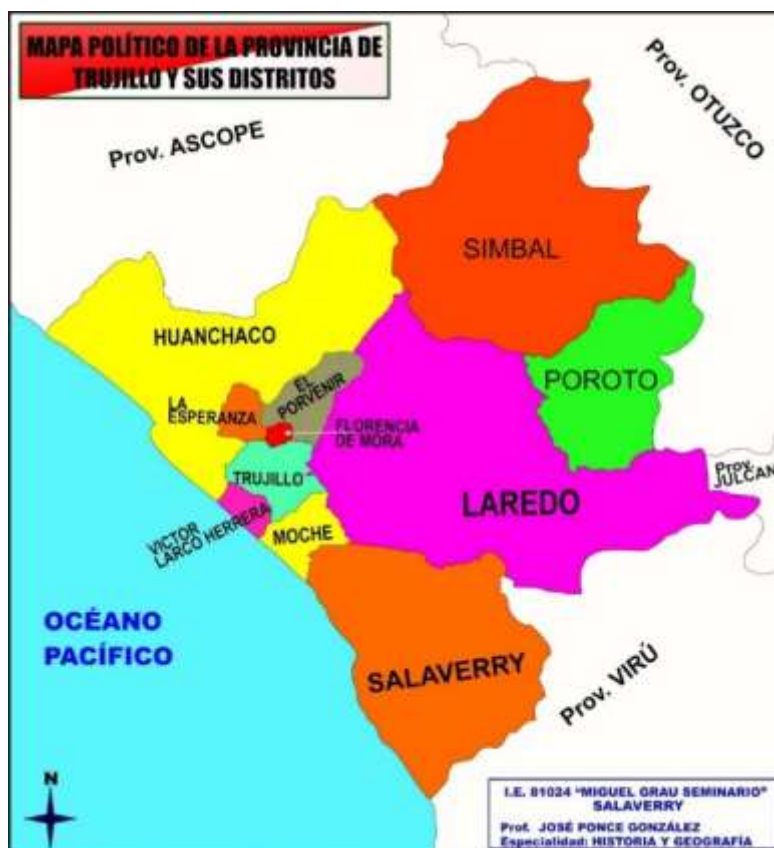 MAPA POLÍTICO DE LA PROVINCIA DE
TRUJILLO Y SUS DISTRITOS
Prov. ASCOPE
Prov. OTUZCO
SIMBAL
HUANCHACO
POROTO
EL
PORVENIR
LA
ESPERANZA
FLORENCIA
DE MORA
TRUJILLO
Prov.
JULCAN
LAREDO
VICTOR
LARCO HERRERA
MOCHE
OCÉANO
PACÍFICO
SALAVERRY
Prov. VIRÚ
N
I.E. 81024 "MIGUEL GRAU SEMINARIO"
SALAVERRY
Prof. JOSÉ PONCE GONZÁLEZ
Especialidad: HISTORIA Y GEOGRAFÍA